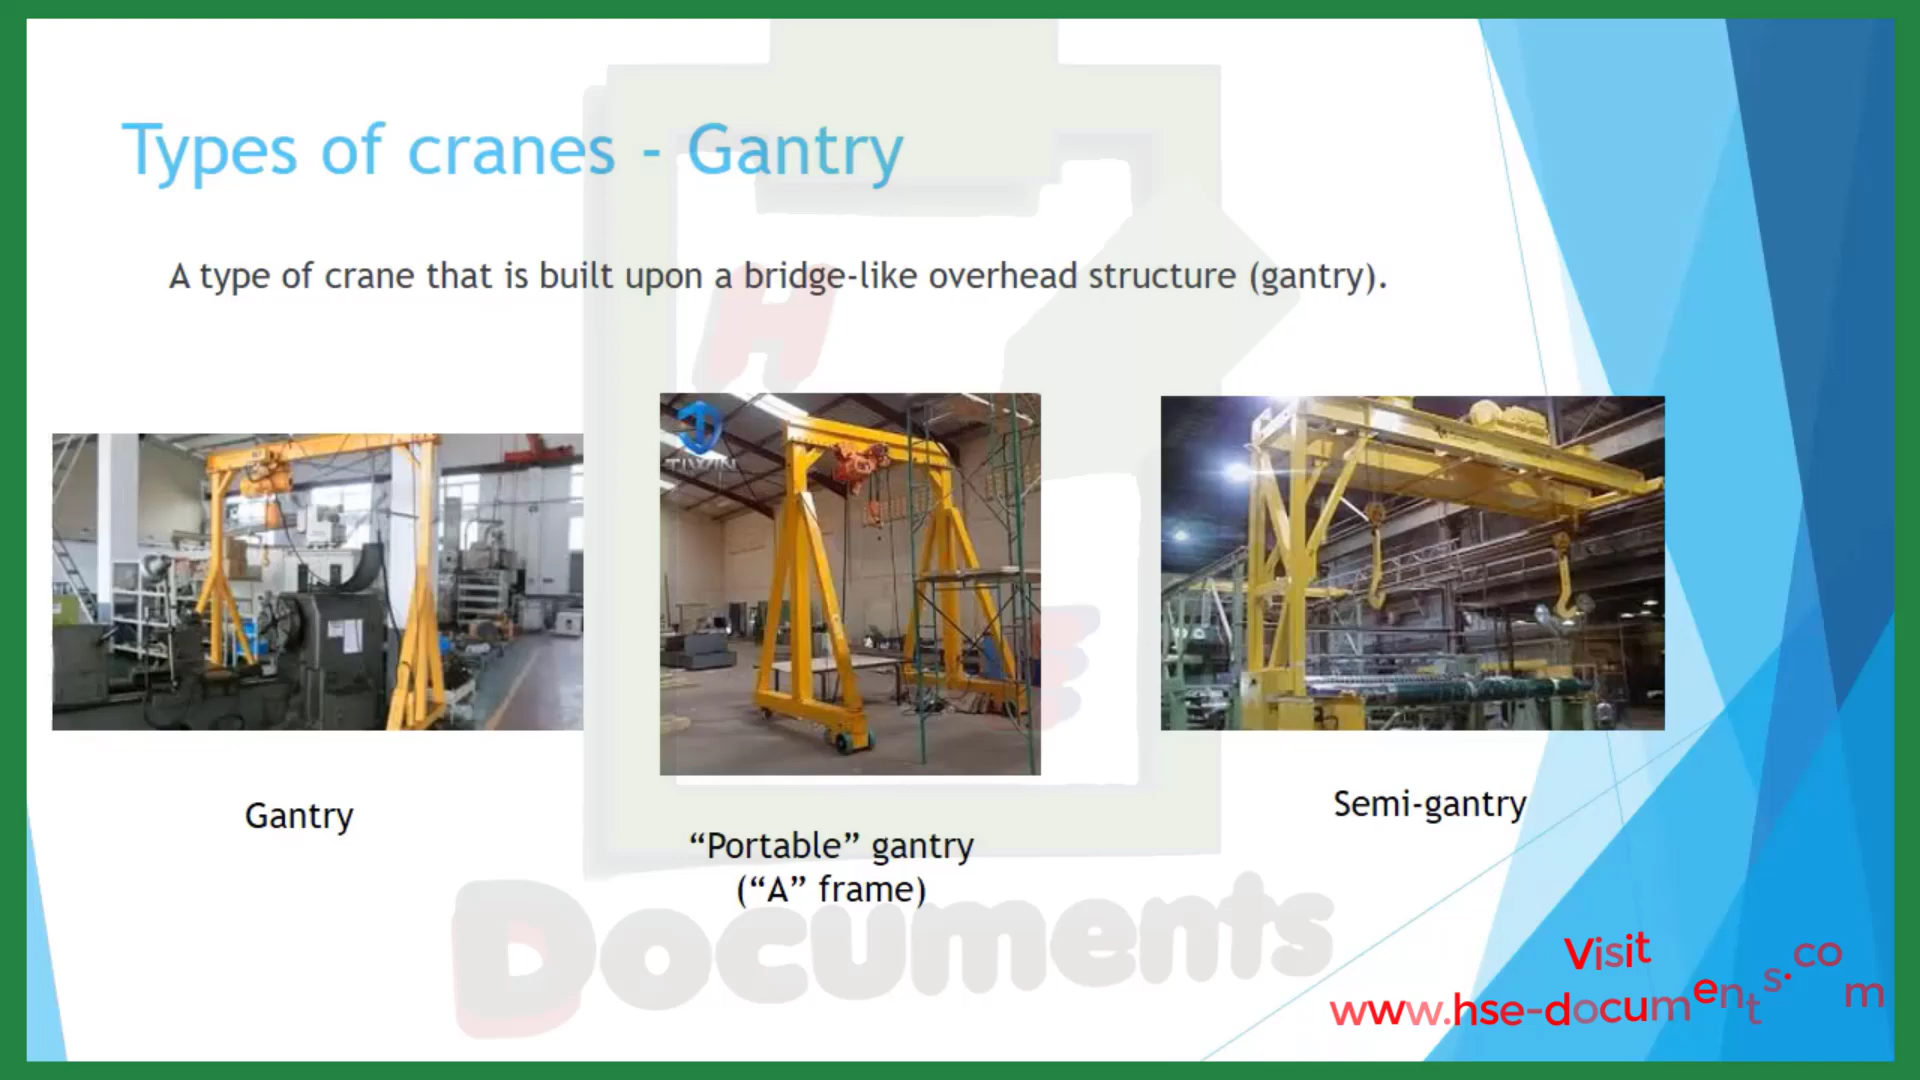 Types of cranes - Gantry
A type of crane that is built upon a bridge-like overhead structure (gantry).
H
E
TAVOL
Gantry
“Portable” gantry
(“A” frame)
Semi-gantry
Documents
Visit
www.hse-documents.com